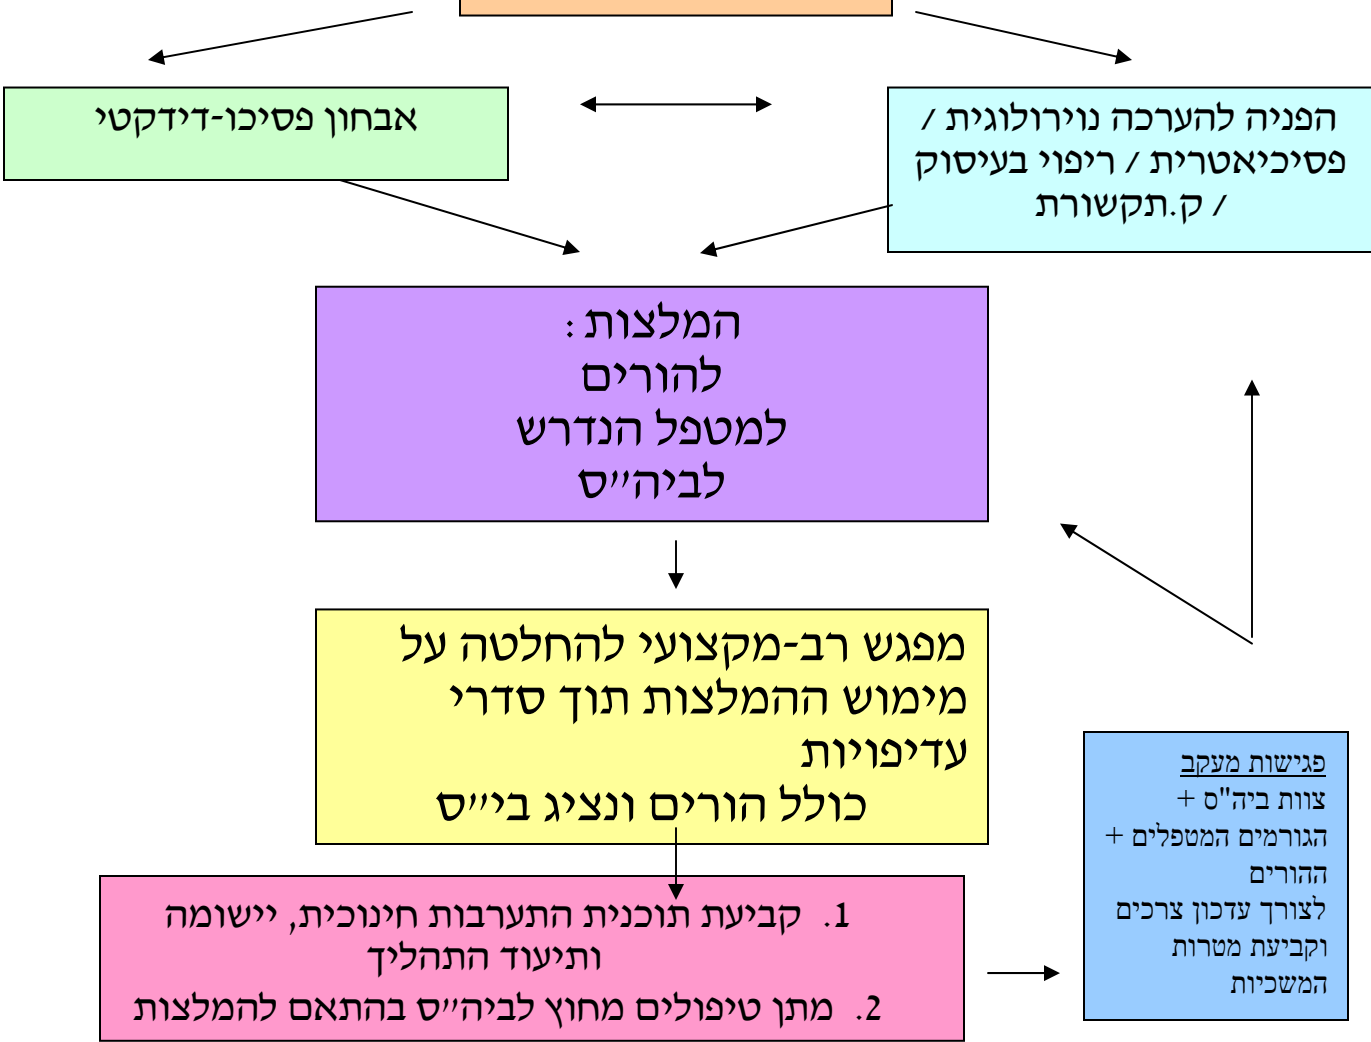 הפניה להערכה נוירולוגית /
פסיכיאטרית / ריפוי בעיסוק
/ ק.תקשורת
אבחון פסיכו-דידקטי
המלצות :
להורים
למטפל הנדרש
לביה״ס
מפגש רב-מקצועי להחלטה על
מימוש ההמלצות תוך סדרי
עדיפויות
כולל הורים ונציג בי״ס
1. קביעת תוכנית התערבות חינוכית, יישומה
ותיעוד התהליך
2. מתן טיפולים מחוץ לביה״ס בהתאם להמלצות
פגישות מעקב
צוות ביה"ס +
הגורמים המטפלים +
ההורים
לצורך עדכון צרכים
וקביעת מטרות
המשכיות